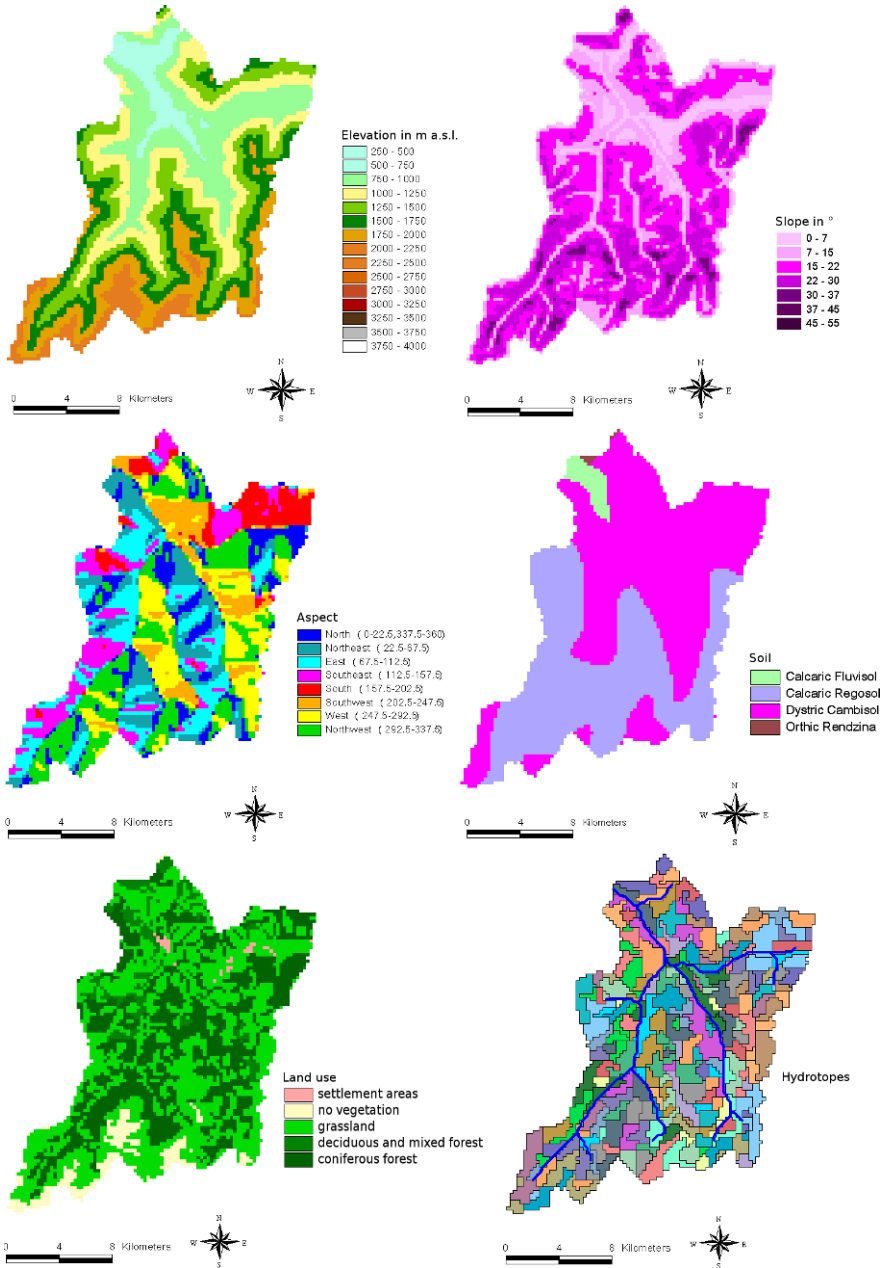 Elevation in m a.s.l.
250 - 500
500 - 750
750 - 1000
1000 - 1250
1250 - 1500
1500 - 1750
1750 - 2000
2000 - 2250
2250 - 2500
2500 - 2750
2750 - 3000
3000 - 3250
3250 - 3500
3500 - 3750
3750 - 4000
N
W E
S
0 4 8 Kilometers
Slope in °
0 - 7
7 - 15
15 - 22
22 - 30
30 - 37
37 - 45
45 - 55
N
W E
S
0 4 8 Kilometers
Aspect
North ( 0-22.5,337.5-360)
Northeast ( 22.5-67.5)
East ( 67.5-112.5)
Southeast ( 112.5-157.5)
South ( 157.5-202.5)
Southwest ( 202.5-247.5)
West ( 247.5-292.5)
Northwest ( 292.5-337.5)
N
W E
S
0 4 8 Kilometers
Soil
Calcaric Fluvisol
Calcaric Regosol
Dystric Cambisol
Orthic Rendzina
N
W E
S
0 4 8 Kilometers
Land use
settlement areas
no vegetation
grassland
deciduous and mixed forest
coniferous forest
N
W E
S
0 4 8 Kilometers
Hydrotopes
N
W E
S
0 4 8 Kilometers